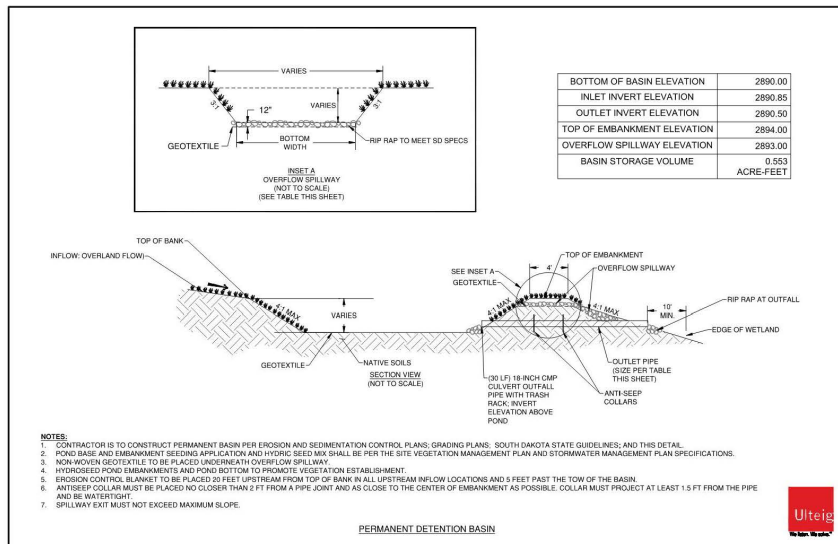 VARIES
VARIES
3:1
3:1
12"
BOTTOM
WIDTH
GEOTEXTILE
RIP RAP TO MEET SD SPECS
INSET A
OVERFLOW SPILLWAY
(NOT TO SCALE)
(SEE TABLE THIS SHEET)
BOTTOM OF BASIN ELEVATION 2890.00
INLET INVERT ELEVATION 2890.85
OUTLET INVERT ELEVATION 2890.50
TOP OF EMBANKMENT ELEVATION 2894.00
OVERFLOW SPILLWAY ELEVATION 2893.00
BASIN STORAGE VOLUME 0.553
ACRE-FEET
TOP OF BANK
INFLOW: OVERLAND FLOW)
4:1 MAX
VARIES
GEOTEXTILE
NATIVE SOILS
SECTION VIEW
(NOT TO SCALE)
SEE INSET A
GEOTEXTILE
4'
TOP OF EMBANKMENT
OVERFLOW SPILLWAY
4:1 MAX
4:1 MAX
10'
MIN.
RIP RAP AT OUTFALL
EDGE OF WETLAND
OUTLET PIPE
(SIZE PER TABLE
THIS SHEET)
ANTI-SEEP
COLLARS
(30 LF) 18-INCH CMP
CULVERT OUTFALL
PIPE WITH TRASH
RACK; INVERT
ELEVATION ABOVE
POND
NOTES:
1. CONTRACTOR IS TO CONSTRUCT PERMANENT BASIN PER EROSION AND SEDIMENTATION CONTROL PLANS; GRADING PLANS; SOUTH DAKOTA STATE GUIDELINES; AND THIS DETAIL.
2. POND BASE AND EMBANKMENT SEEDING APPLICATION AND HYDRIC SEED MIX SHALL BE PER THE SITE VEGETATION MANAGEMENT PLAN AND STORMWATER MANAGEMENT PLAN SPECIFICATIONS.
3. NON-WOVEN GEOTEXTILE TO BE PLACED UNDERNEATH OVERFLOW SPILLWAY.
4. HYDROSEED POND EMBANKMENTS AND POND BOTTOM TO PROMOTE VEGETATION ESTABLISHMENT.
5. EROSION CONTROL BLANKET TO BE PLACED 20 FEET UPSTREAM FROM TOP OF BANK IN ALL UPSTREAM INFLOW LOCATIONS AND 5 FEET PAST THE TOW OF THE BASIN.
6. ANTISEEP COLLAR MUST BE PLACED NO CLOSER THAN 2 FT FROM A PIPE JOINT AND AS CLOSE TO THE CENTER OF EMBANKMENT AS POSSIBLE. COLLAR MUST PROJECT AT LEAST 1.5 FT FROM THE PIPE
AND BE WATERTIGHT.
7. SPILLWAY EXIT MUST NOT EXCEED MAXIMUM SLOPE.
PERMANENT DETENTION BASIN
Ulteig
We listen. We solve.